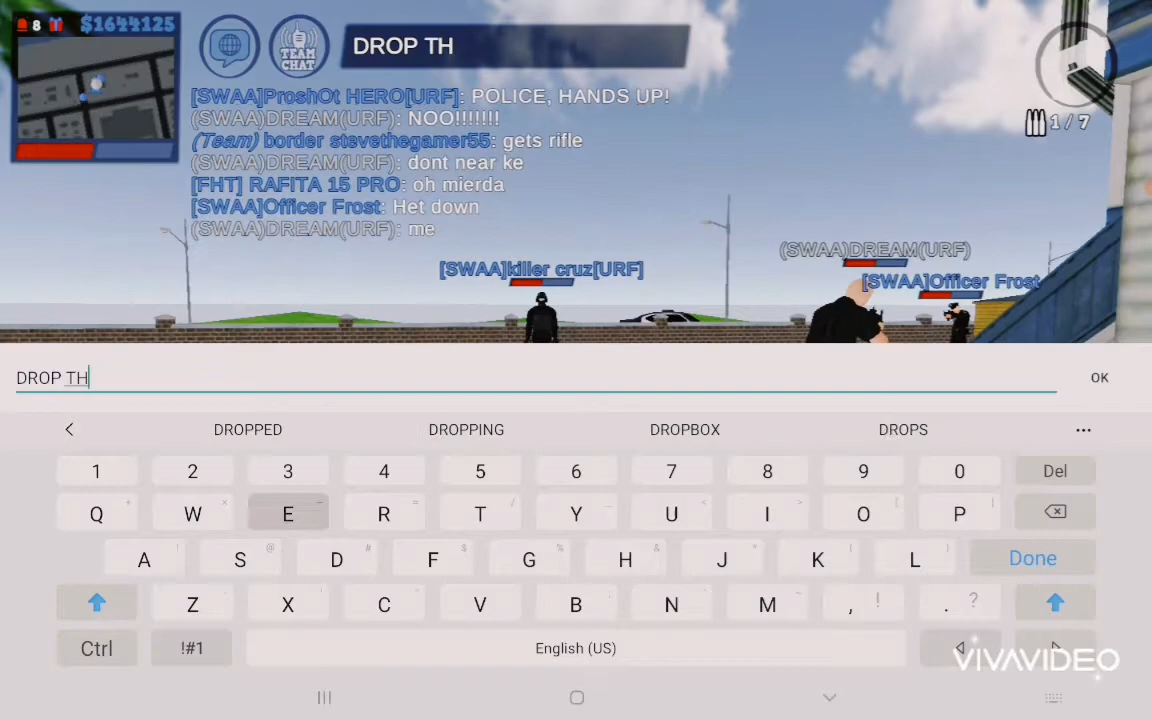 8 $1644125
TEAM CHAT
DROP TH
[SWAA]ProshOt HERO[URF]: POLICE, HANDS UP!
(SWAA)DREAM(URF): NOO!!!!!!!
(Team) border stevethegamer55: gets rifle
(SWAA)DREAM(URF): dont near ke
[FHT] RAFITA 15 PRO: oh mierda
[SWAA]Officer Frost: Het down
(SWAA)DREAM(URF): me
1 / 7
(SWAA)DREAM(URF)
[SWAA]killer cruz[URF]
[SWAA]Officer Frost
DROP TH
OK
DROPPED DROPPING DROPBOX DROPS ...
1 2 3 4 5 6 7 8 9 0 Del
Q W E R T Y U I O P
A S D F G H J K L Done
Z X C V B N M , ! . ?
Ctrl !#1 English (US)
VIVAVIDEO